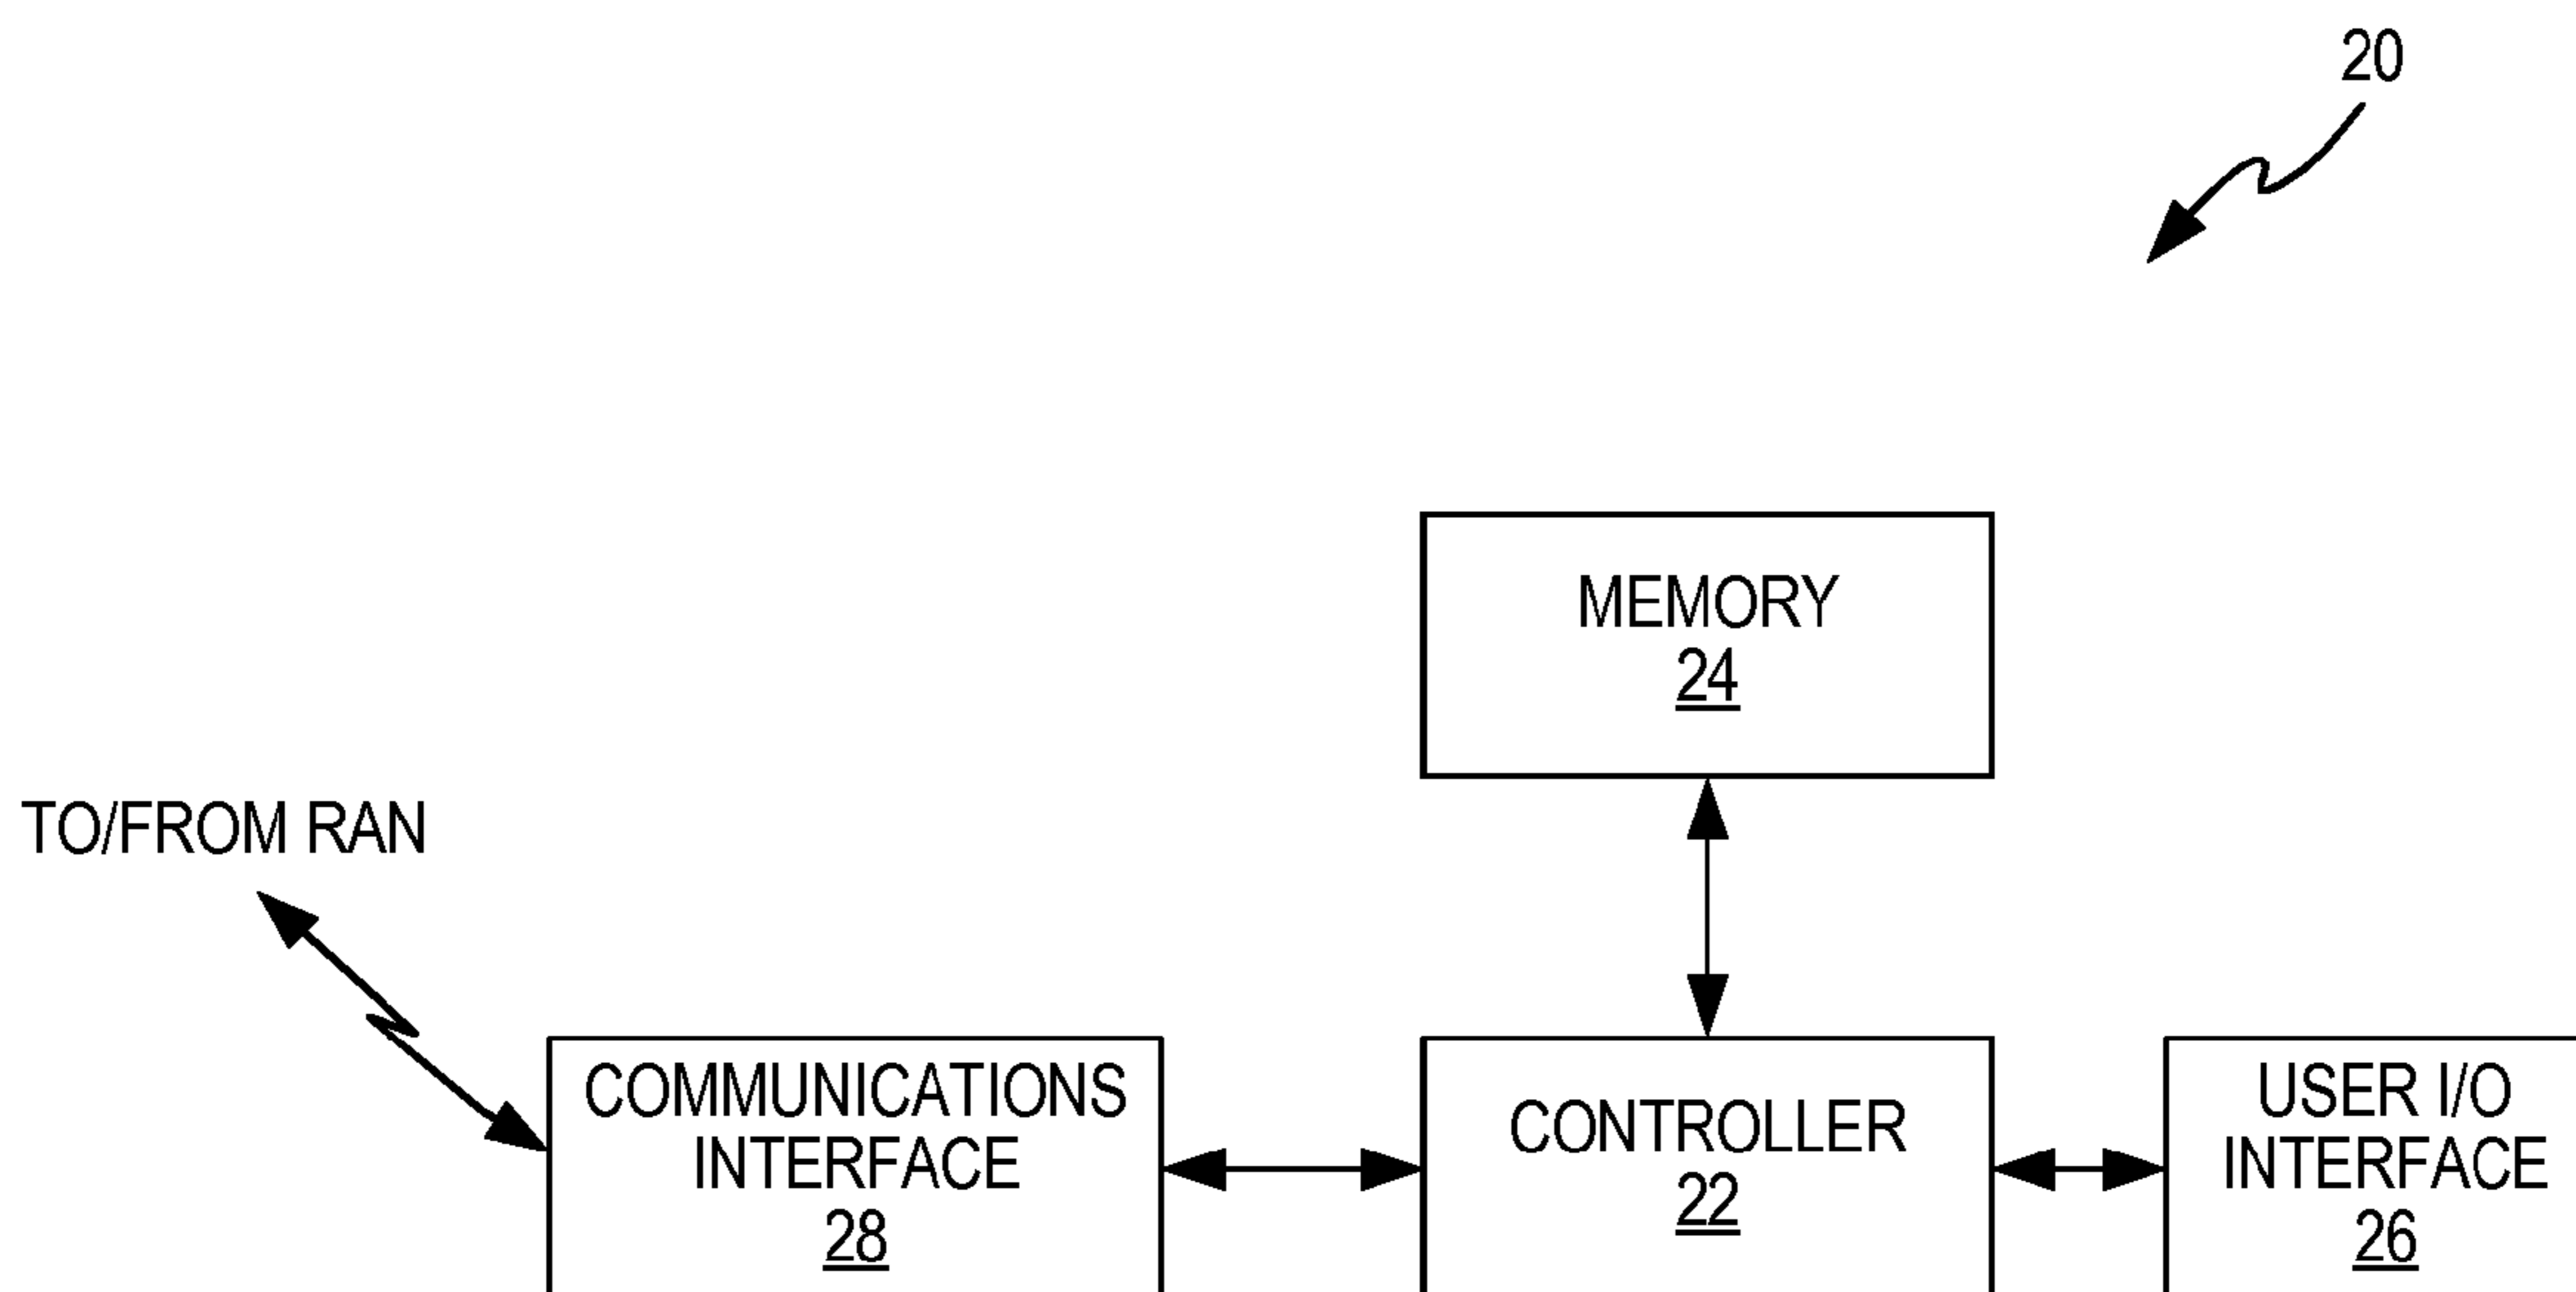 20
MEMORY
24
TO/FROM RAN
COMMUNICATIONS
INTERFACE
28
CONTROLLER
22
USER I/O
INTERFACE
26